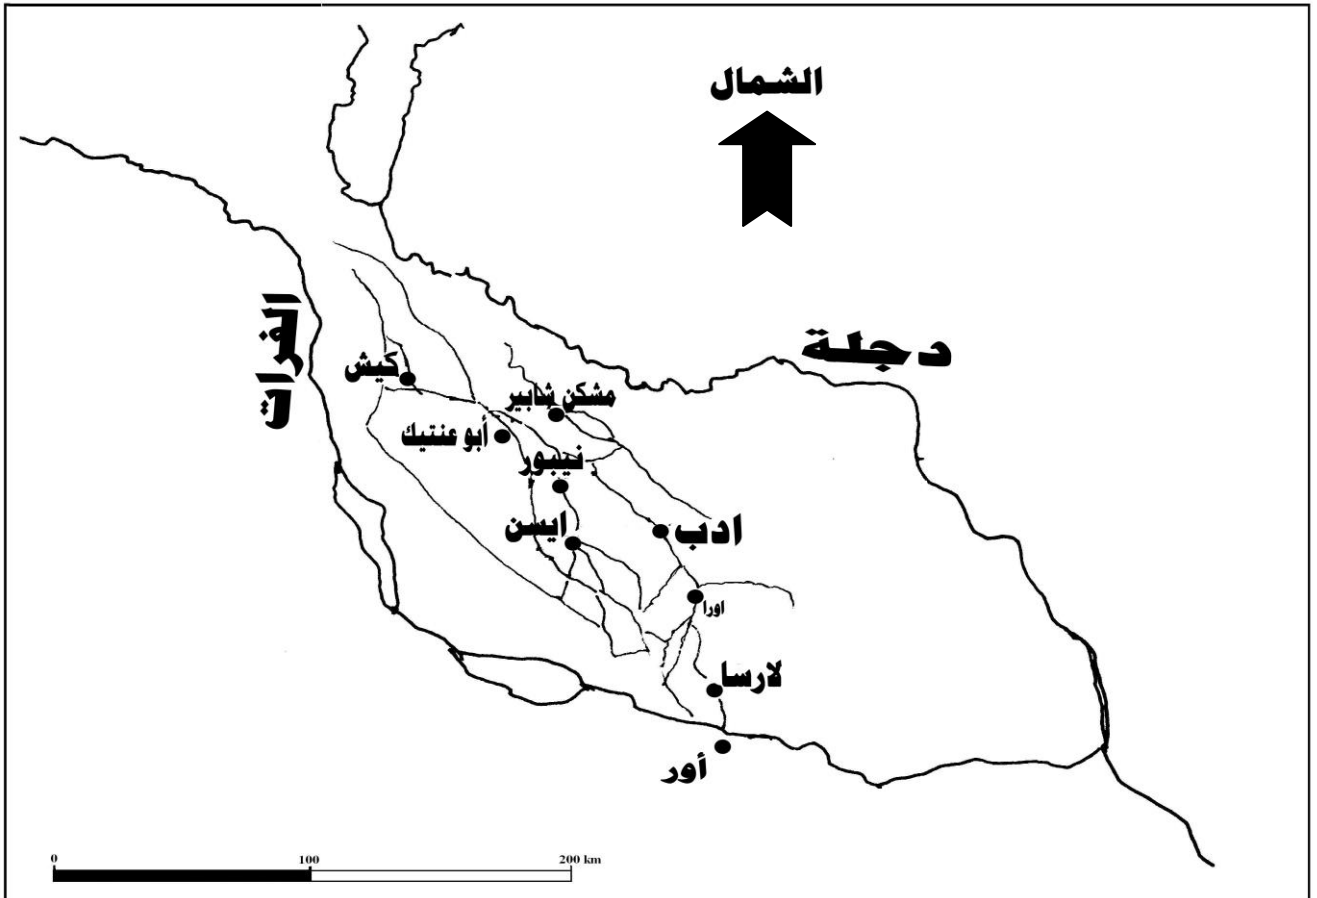 الشمال
الفرات
دجلة
كيش
مشكن شابير
أبو عنتيك
نيبور
ايسن
ادب
اورا
لارسا
أور
0 100 200 km